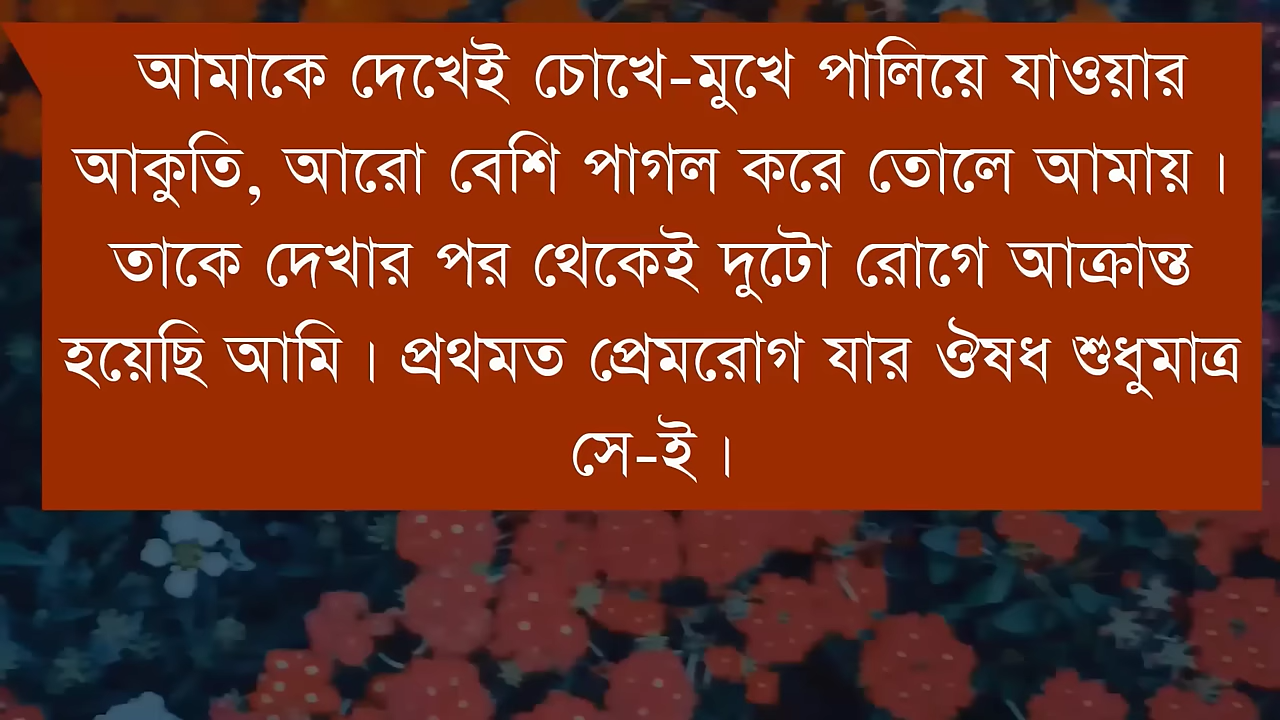 আমাকে দেখেই চোখে-মুখে পালিয়ে যাওয়ার
আকুতি, আরো বেশি পাগল করে তোলে আমায় ।
তাকে দেখার পর থেকেই দুটো রোগে আক্রান্ত
হয়েছি আমি । প্রথমত প্রেমরোগ যার ঔষধ শুধুমাত্র
সে-ই ।